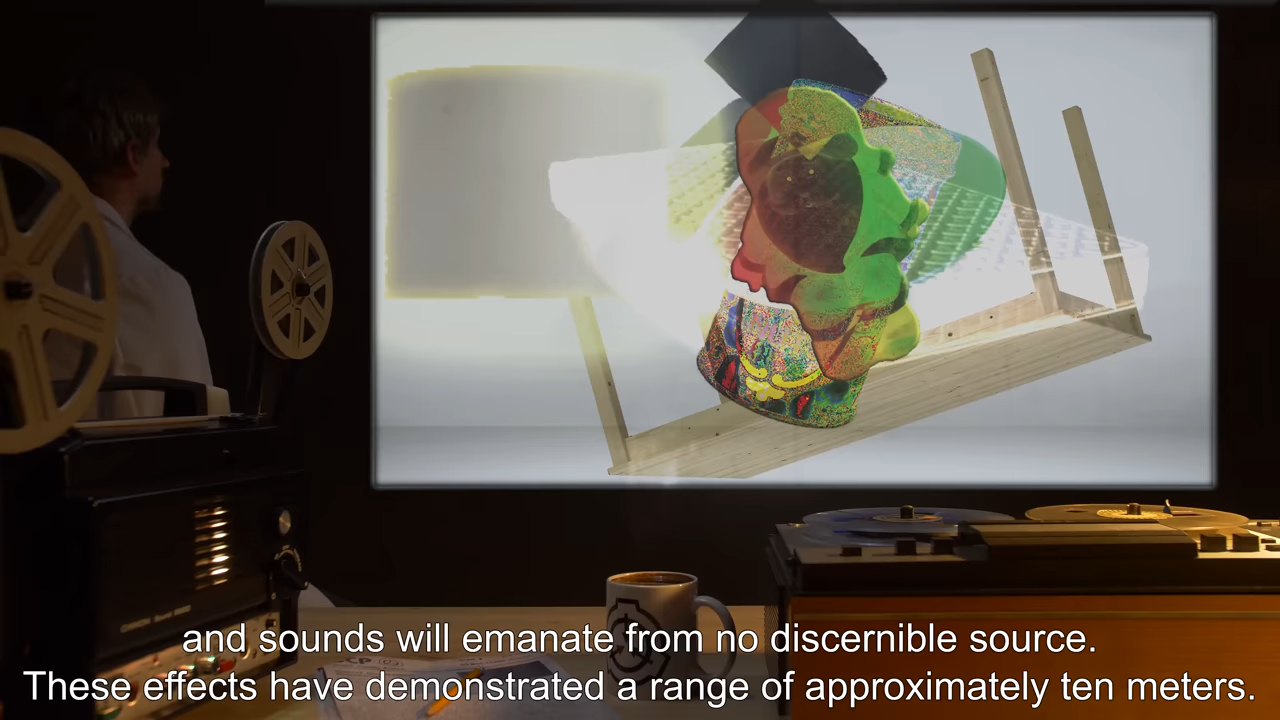 and sounds will emanate from no discernible source.
These effects have demonstrated a range of approximately ten meters.